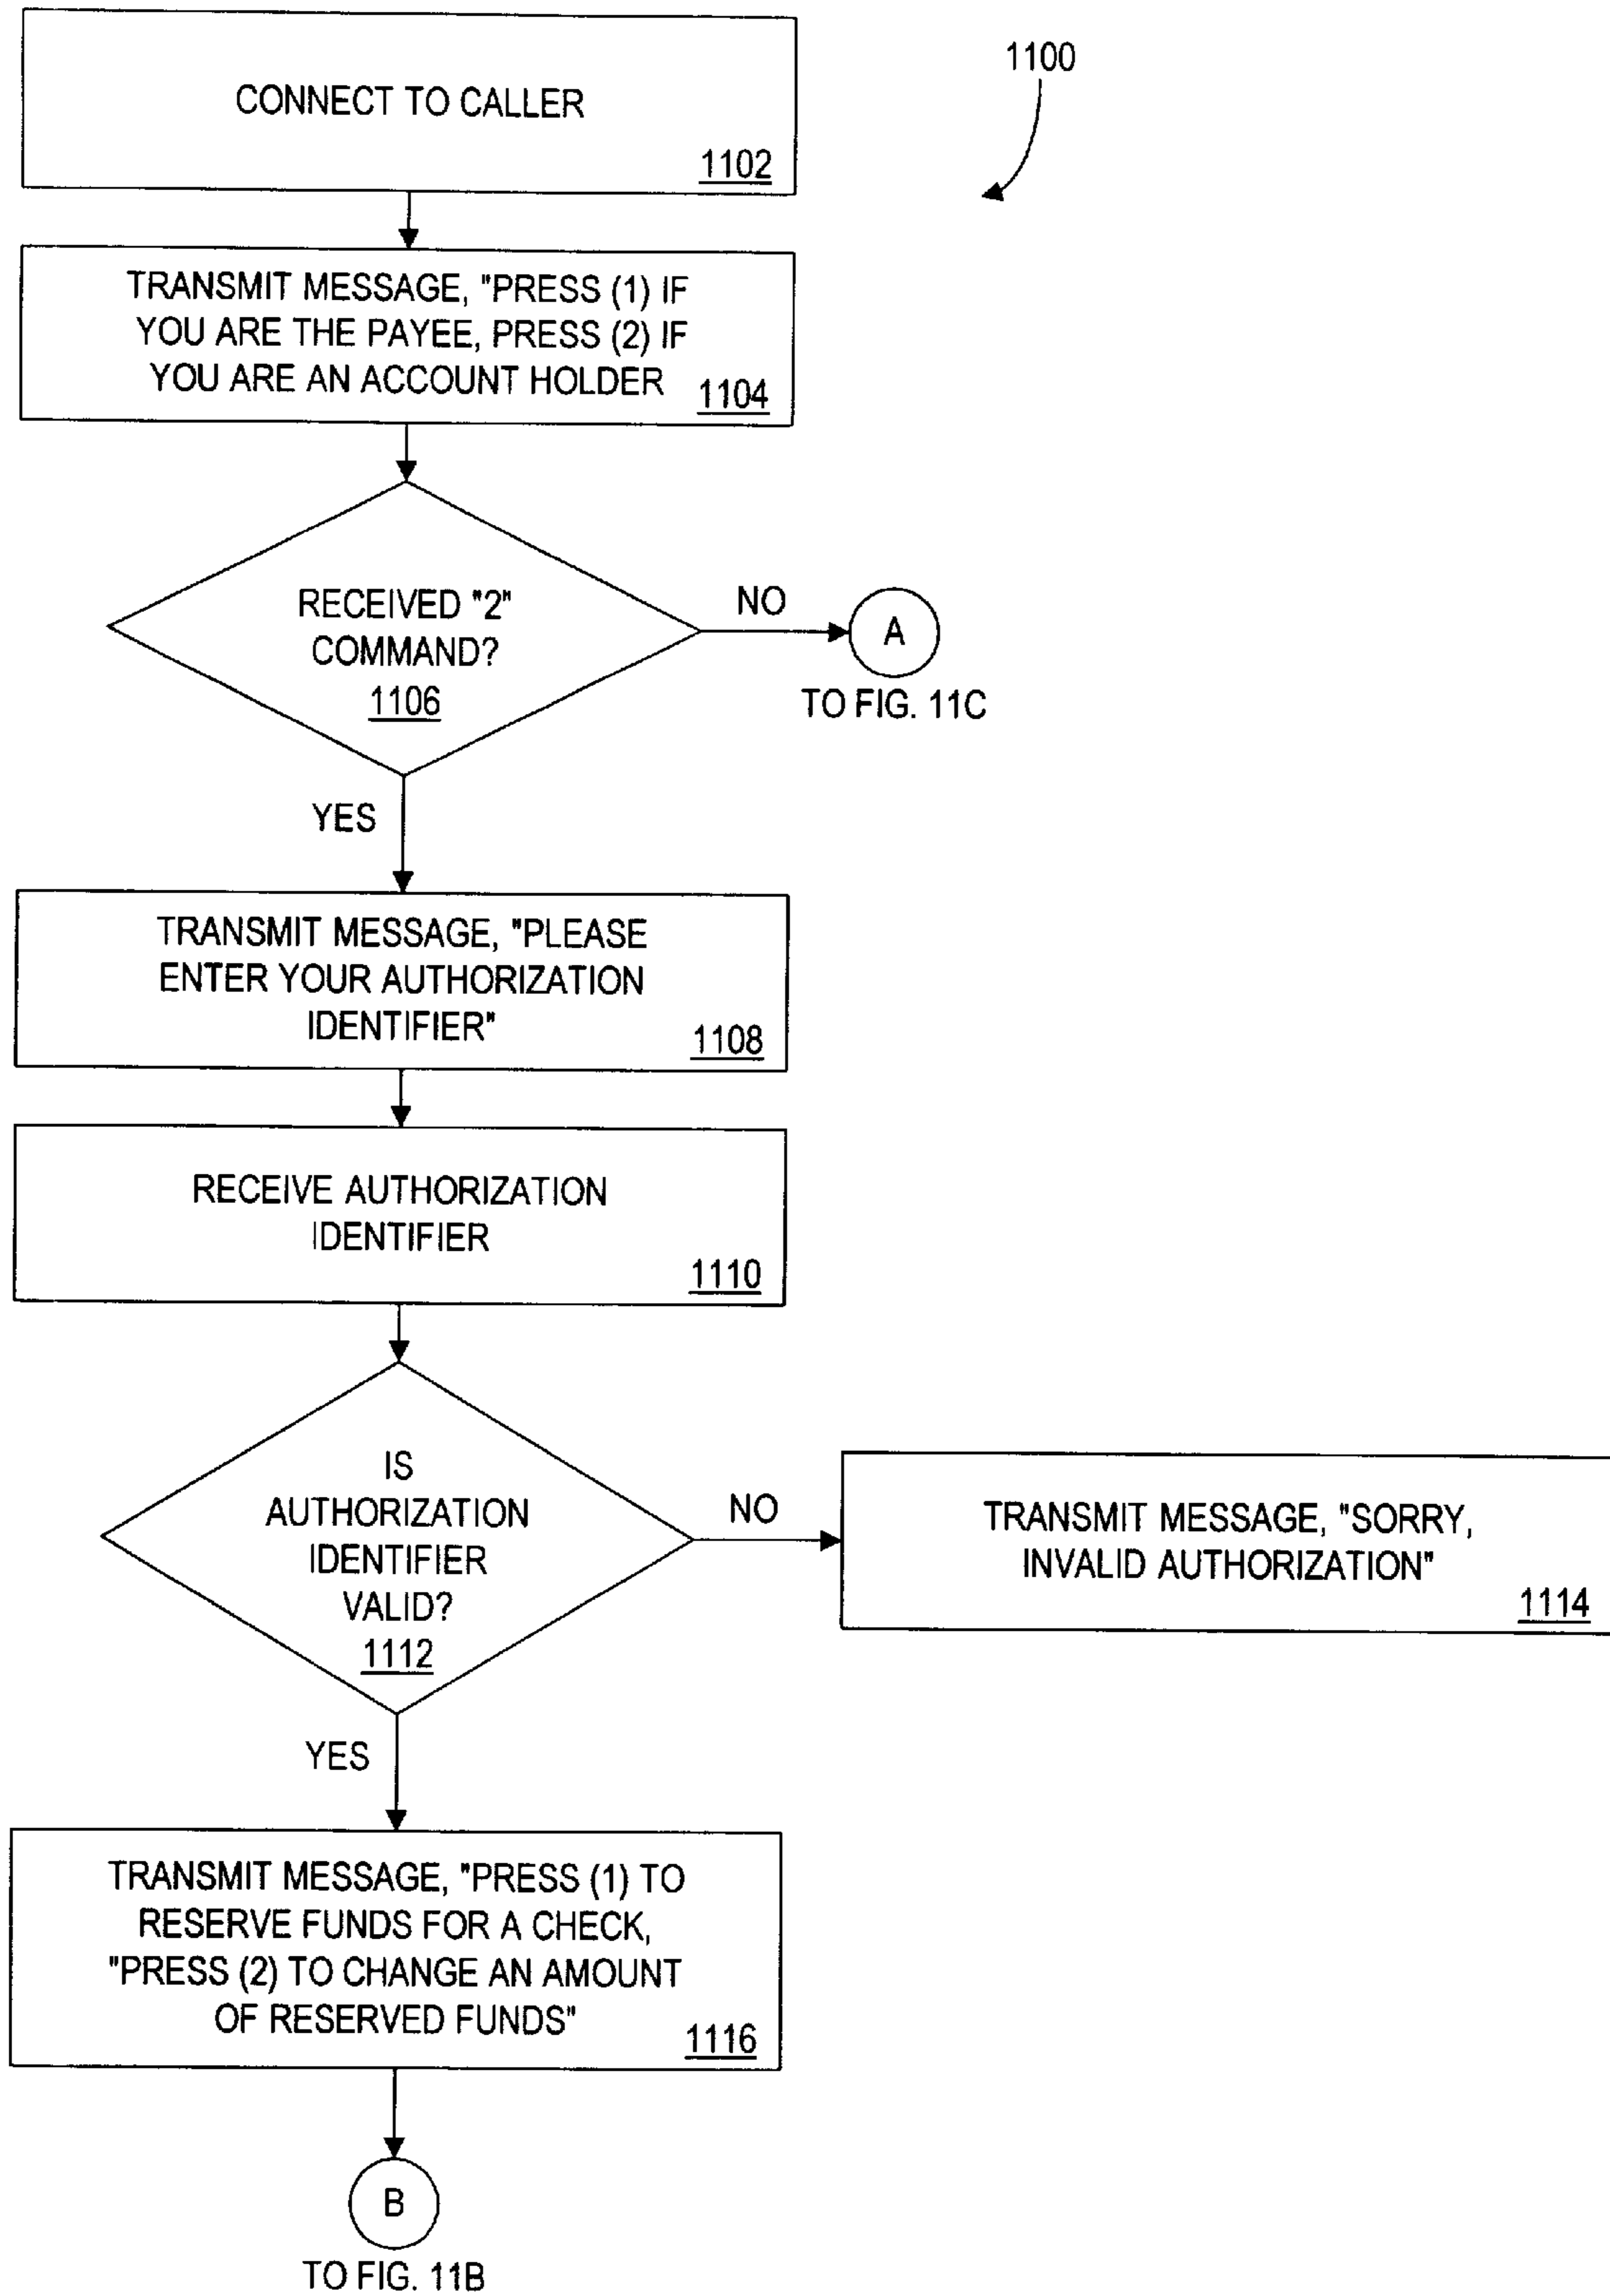 CONNECT TO CALLER
1102
1100
TRANSMIT MESSAGE, "PRESS (1) IF
YOU ARE THE PAYEE, PRESS (2) IF
YOU ARE AN ACCOUNT HOLDER
1104
RECEIVED "2"
COMMAND?
1106
NO
A
TO FIG. 11C
YES
TRANSMIT MESSAGE, "PLEASE
ENTER YOUR AUTHORIZATION
IDENTIFIER"
1108
RECEIVE AUTHORIZATION
IDENTIFIER
1110
IS
AUTHORIZATION
IDENTIFIER
VALID?
1112
NO
TRANSMIT MESSAGE, "SORRY,
INVALID AUTHORIZATION"
1114
YES
TRANSMIT MESSAGE, "PRESS (1) TO
RESERVE FUNDS FOR A CHECK,
"PRESS (2) TO CHANGE AN AMOUNT
OF RESERVED FUNDS"
1116
B
TO FIG. 11B